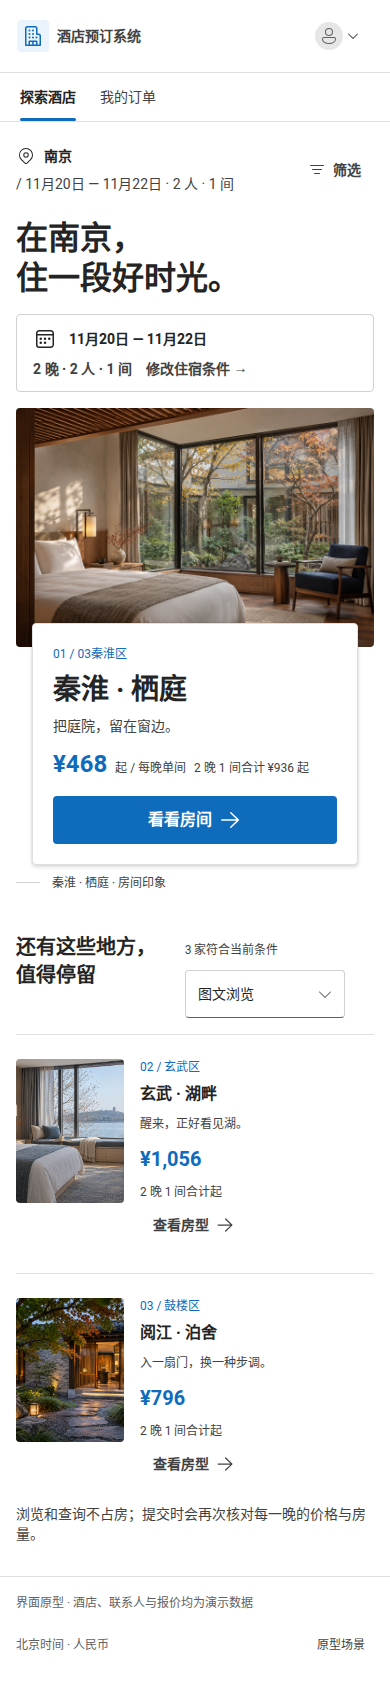 酒店预订系统
探索酒店
我的订单
南京
/ 11月20日 — 11月22日 · 2 人 · 1 间
筛选
在南京，
住一段好时光。
11月20日 — 11月22日
2 晚 · 2 人 · 1 间 修改住宿条件 →
01 / 03秦淮区
秦淮 · 栖庭
把庭院，留在窗边。
¥468 起 / 每晚单间 2 晚 1 间合计 ¥936 起
看看房间
秦淮 · 栖庭 · 房间印象
还有这些地方，
值得停留
3 家符合当前条件
图文浏览
02 / 玄武区
玄武 · 湖畔
醒来，正好看见湖。
¥1,056
2 晚 1 间合计起
查看房型
03 / 鼓楼区
阅江 · 泊舍
入一扇门，换一种步调。
¥796
2 晚 1 间合计起
查看房型
浏览和查询不占房；提交时会再次核对每一晚的价格与房
量。
界面原型 · 酒店、联系人与报价均为演示数据
北京时间 · 人民币
原型场景